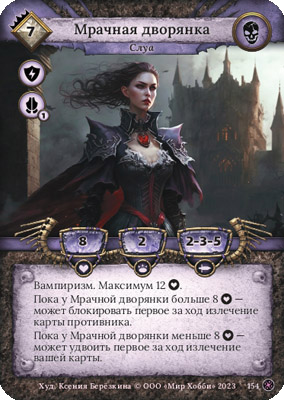 7
Мрачная дворянка
Слуа
1
8
2
2-3-5
Вампиризм. Максимум 12
Пока у Мрачной дворянки больше 8 —
может блокировать первое за ход излечение
карты противника.
Пока у Мрачной дворянки меньше 8 —
может удвоить первое за ход излечение
вашей карты.
Худ. Ксения Березкина © ООО «Мир Хобби» 2023
154